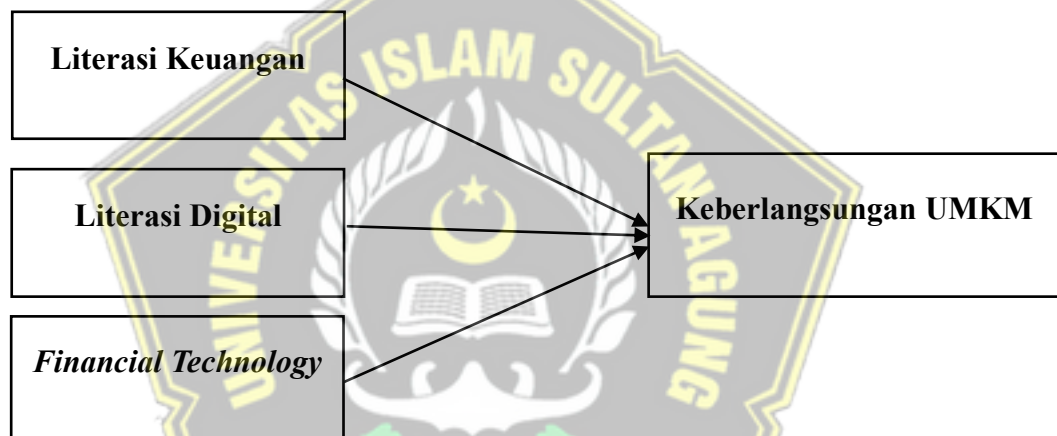 Literasi Keuangan
Literasi Digital
Financial Technology
Keberlangsungan UMKM
UNIVERSITAS ISLAM SULTAN AGUNG